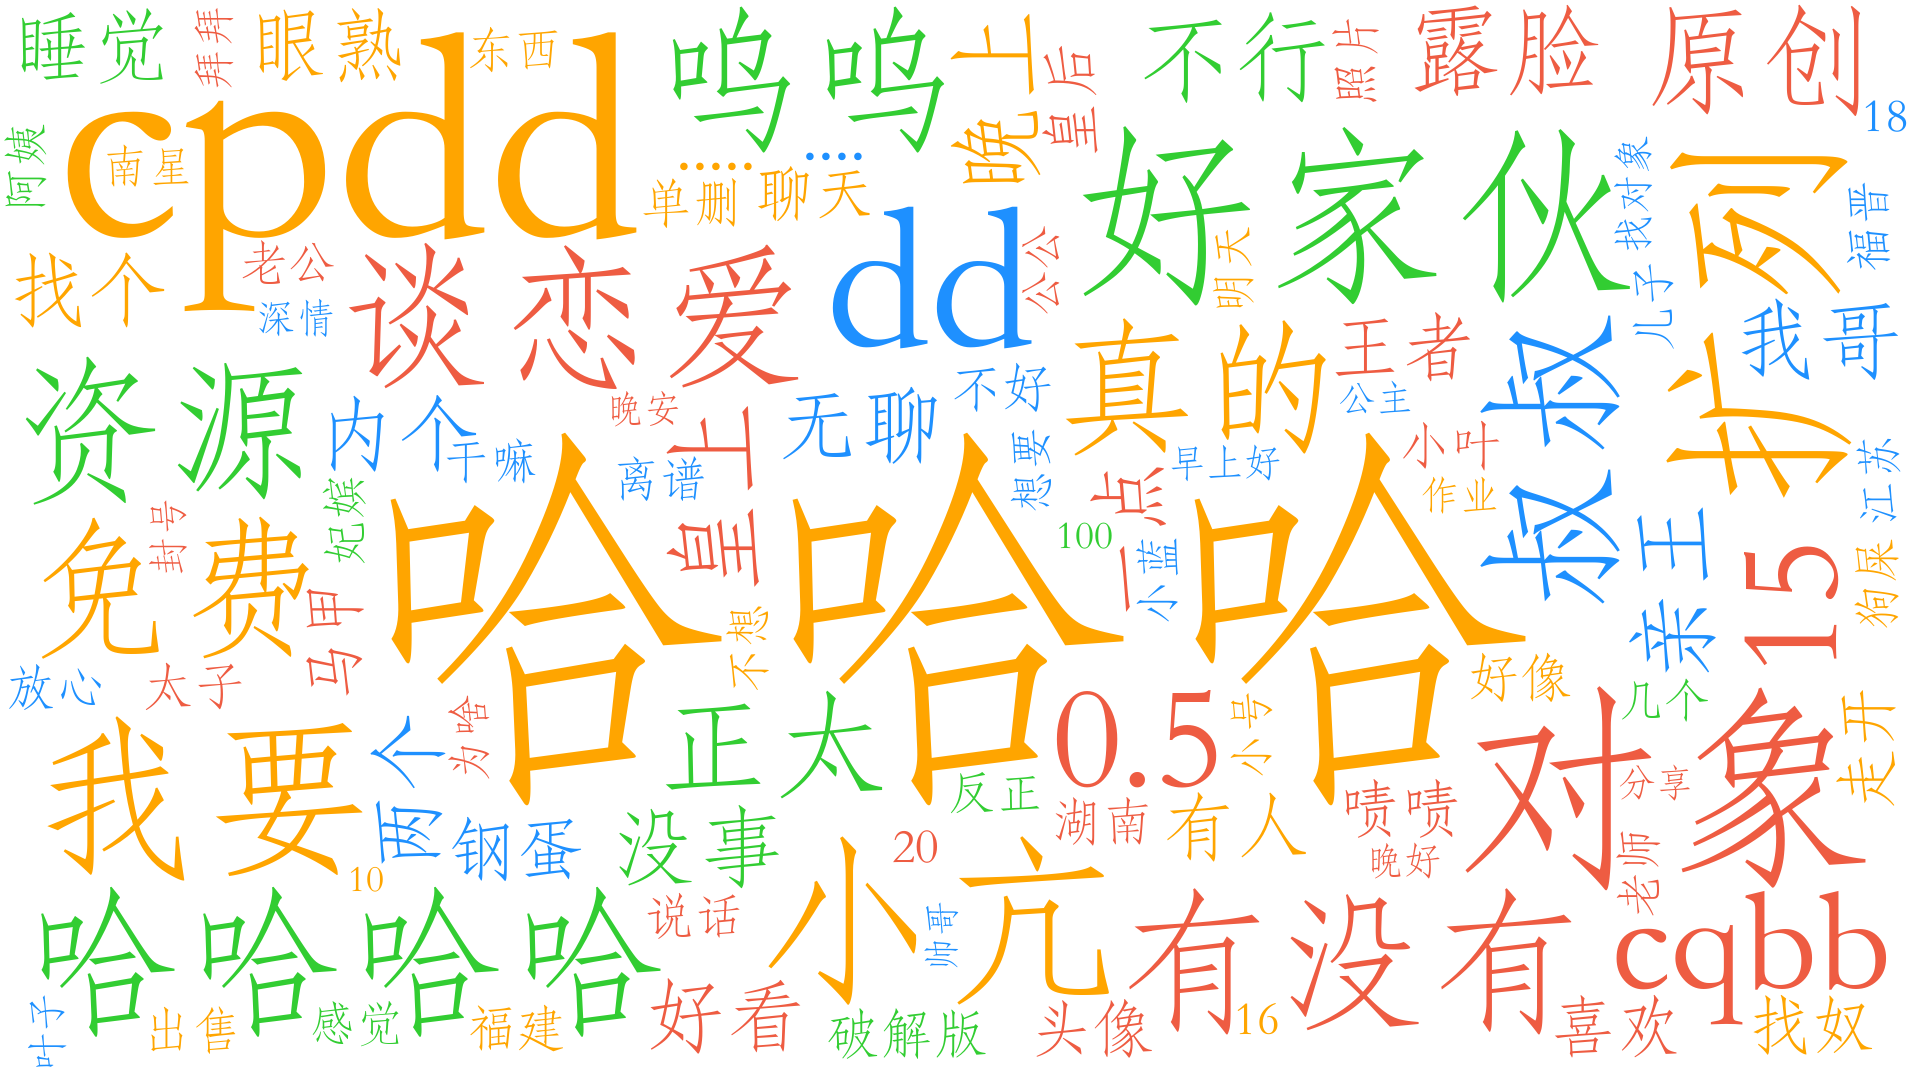 睡觉
拜拜
眼熟
东西
呜呜
晚上
皇后
不行
照片
露脸
原创
18
cpdd
阿姨
南星
.....
....
单删
聊天
好家伙
找对象
扩列
福晋
找个
老公
深情
谈恋爱
dd
公公
明天
儿子
我哥
王者
真的
叔叔
资源
内个
干嘛
晚安
皇上
无聊
不好
公主
离谱
想要
一点
早上好
小叶
作业
江苏
免费
封号
妃嫔
马甲
哈哈哈
100
小蓝
亲王
15
狗屎
不想
放心
太子
好像
几个
走开
我要
两个
为啥
正太
0.5
小号
对象
分享
反正
湖南
有人
啧啧
钢蛋
没事
20
晚好
老师
10
小亢
哈哈哈哈
说话
帅哥
有没有
cqbb
叶子
出售
感觉
福建
好看
破解版
头像
16
喜欢
找奴